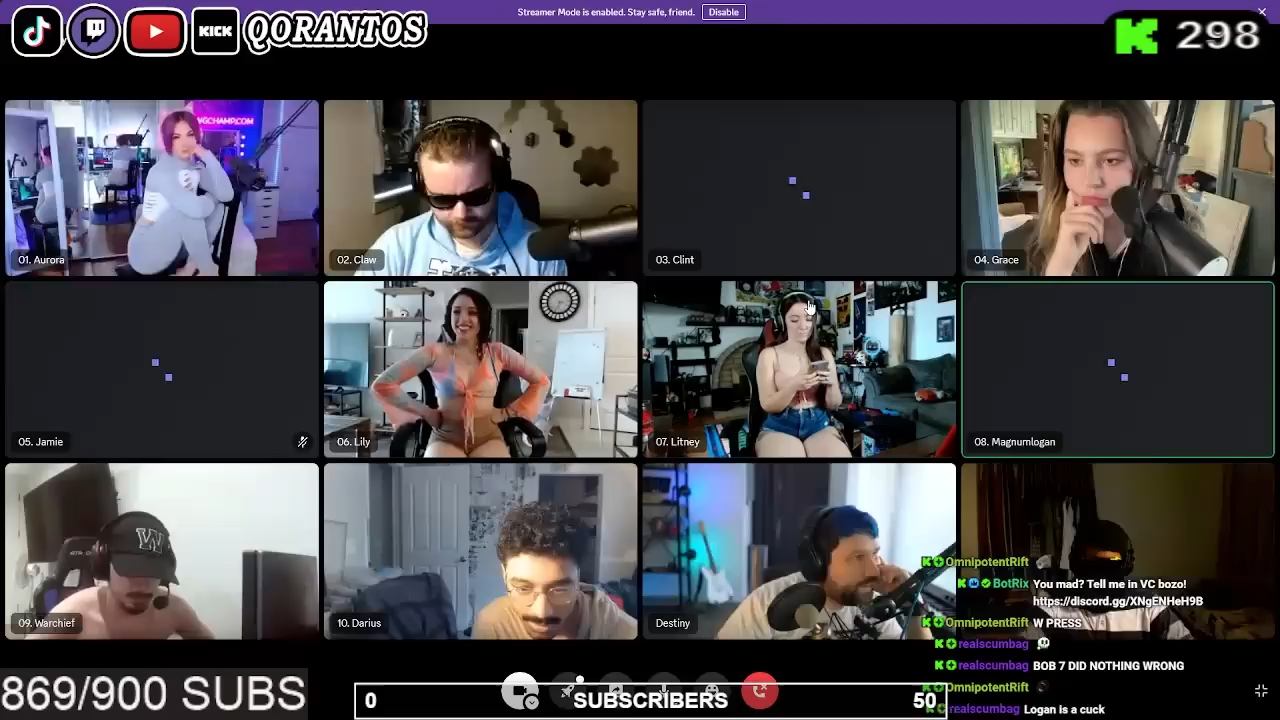 Streamer Mode is enabled. Stay safe, friend.
Disable
KICK
QORANTOS
K 298
NGCHAMP.COM
01. Aurora
02. Claw
03. Clint
04. Grace
05. Jamie
06. Lily
07. Litney
08. Magnumlogan
W
09. Warchief
10. Darius
Destiny
OmnipotentRift
BotRix You mad? Tell me in VC bozo!
https://discord.gg/XNgENHeH9B
OmnipotentRift W PRESS
realscumbag
realscumbag BOB 7 DID NOTHING WRONG
OmnipotentRift
realscumbag Logan is a cuck
869/900 SUBS
0 SUBSCRIBERS 50